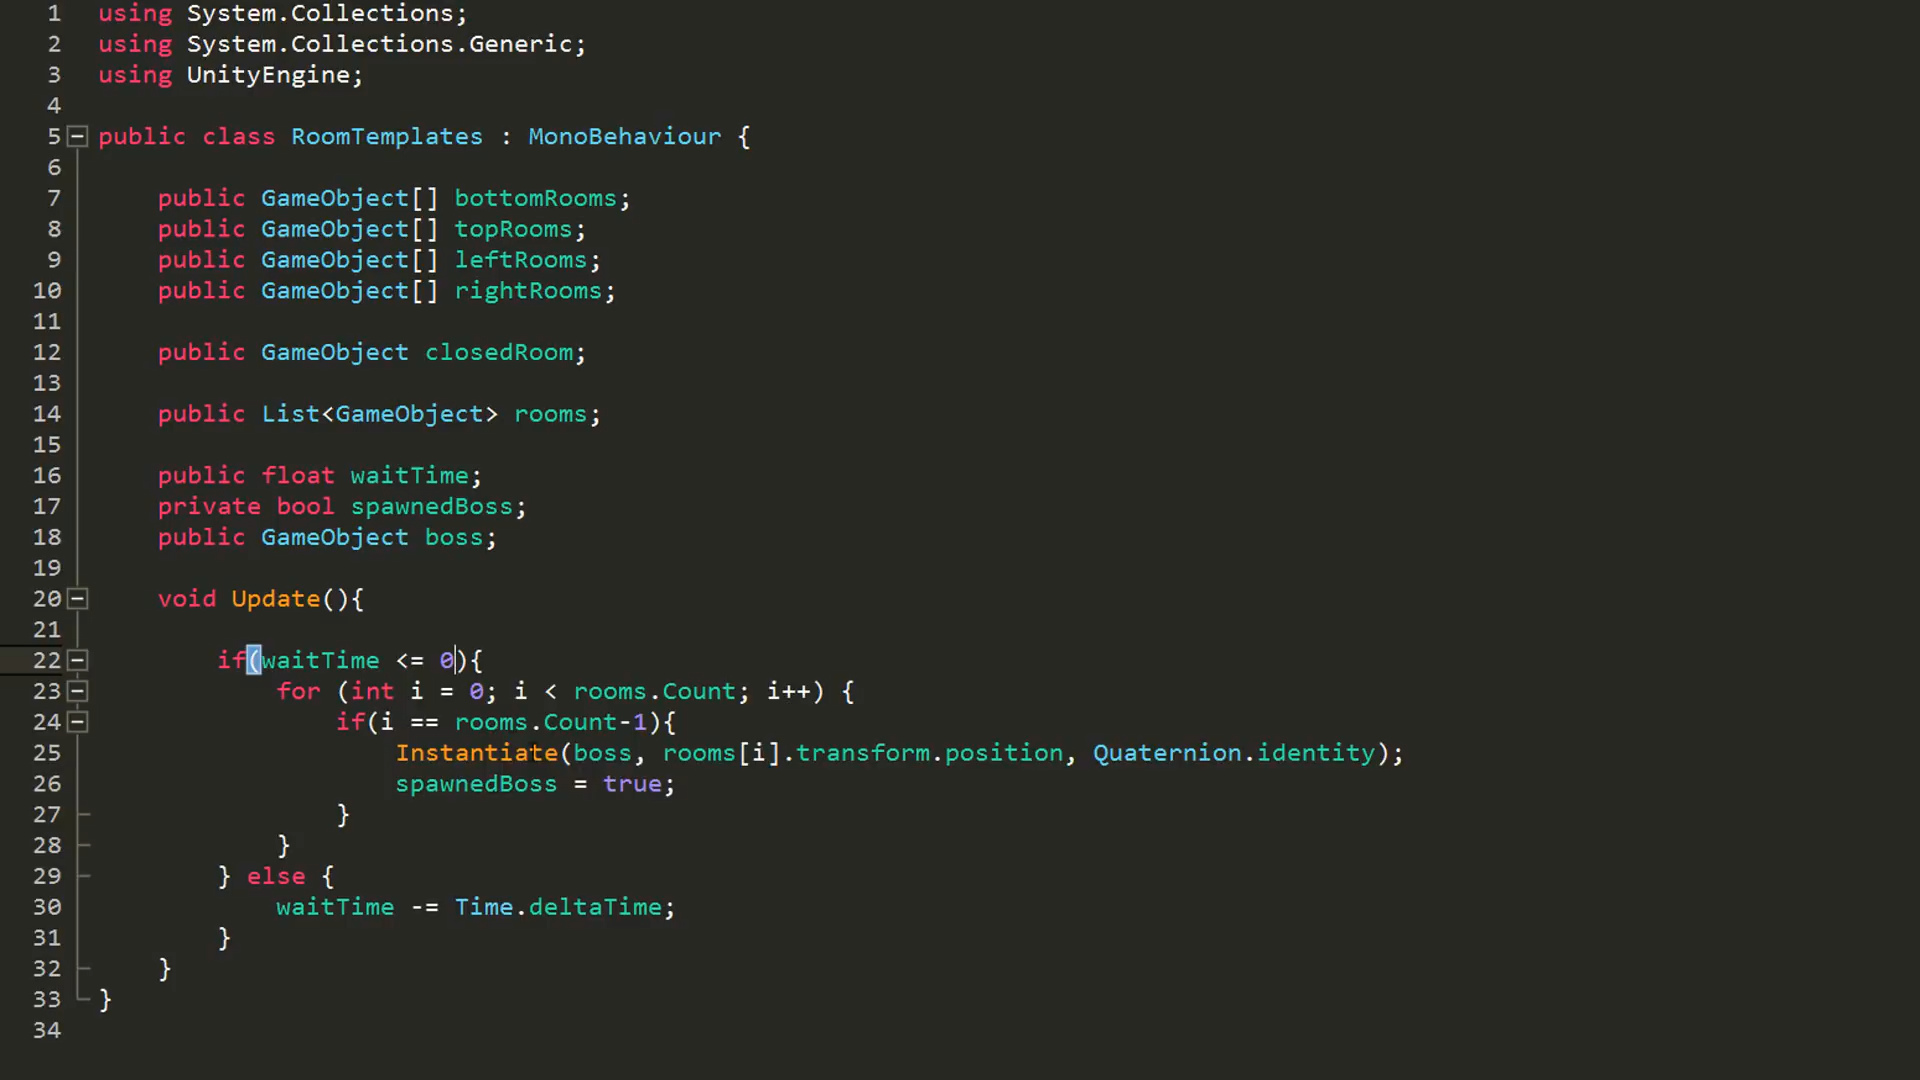 1 using System.Collections;
2 using System.Collections.Generic;
3 using UnityEngine;
4
5 public class RoomTemplates : MonoBehaviour {
6
7 public GameObject[] bottomRooms;
8 public GameObject[] topRooms;
9 public GameObject[] leftRooms;
10 public GameObject[] rightRooms;
11
12 public GameObject closedRoom;
13
14 public List<GameObject> rooms;
15
16 public float waitTime;
17 private bool spawnedBoss;
18 public GameObject boss;
19
20 void Update(){
21
22 if(waitTime <= 0){
23 for (int i = 0; i < rooms.Count; i++) {
24 if(i == rooms.Count-1){
25 Instantiate(boss, rooms[i].transform.position, Quaternion.identity);
26 spawnedBoss = true;
27 }
28 }
29 } else {
30 waitTime -= Time.deltaTime;
31 }
32 }
33 }
34